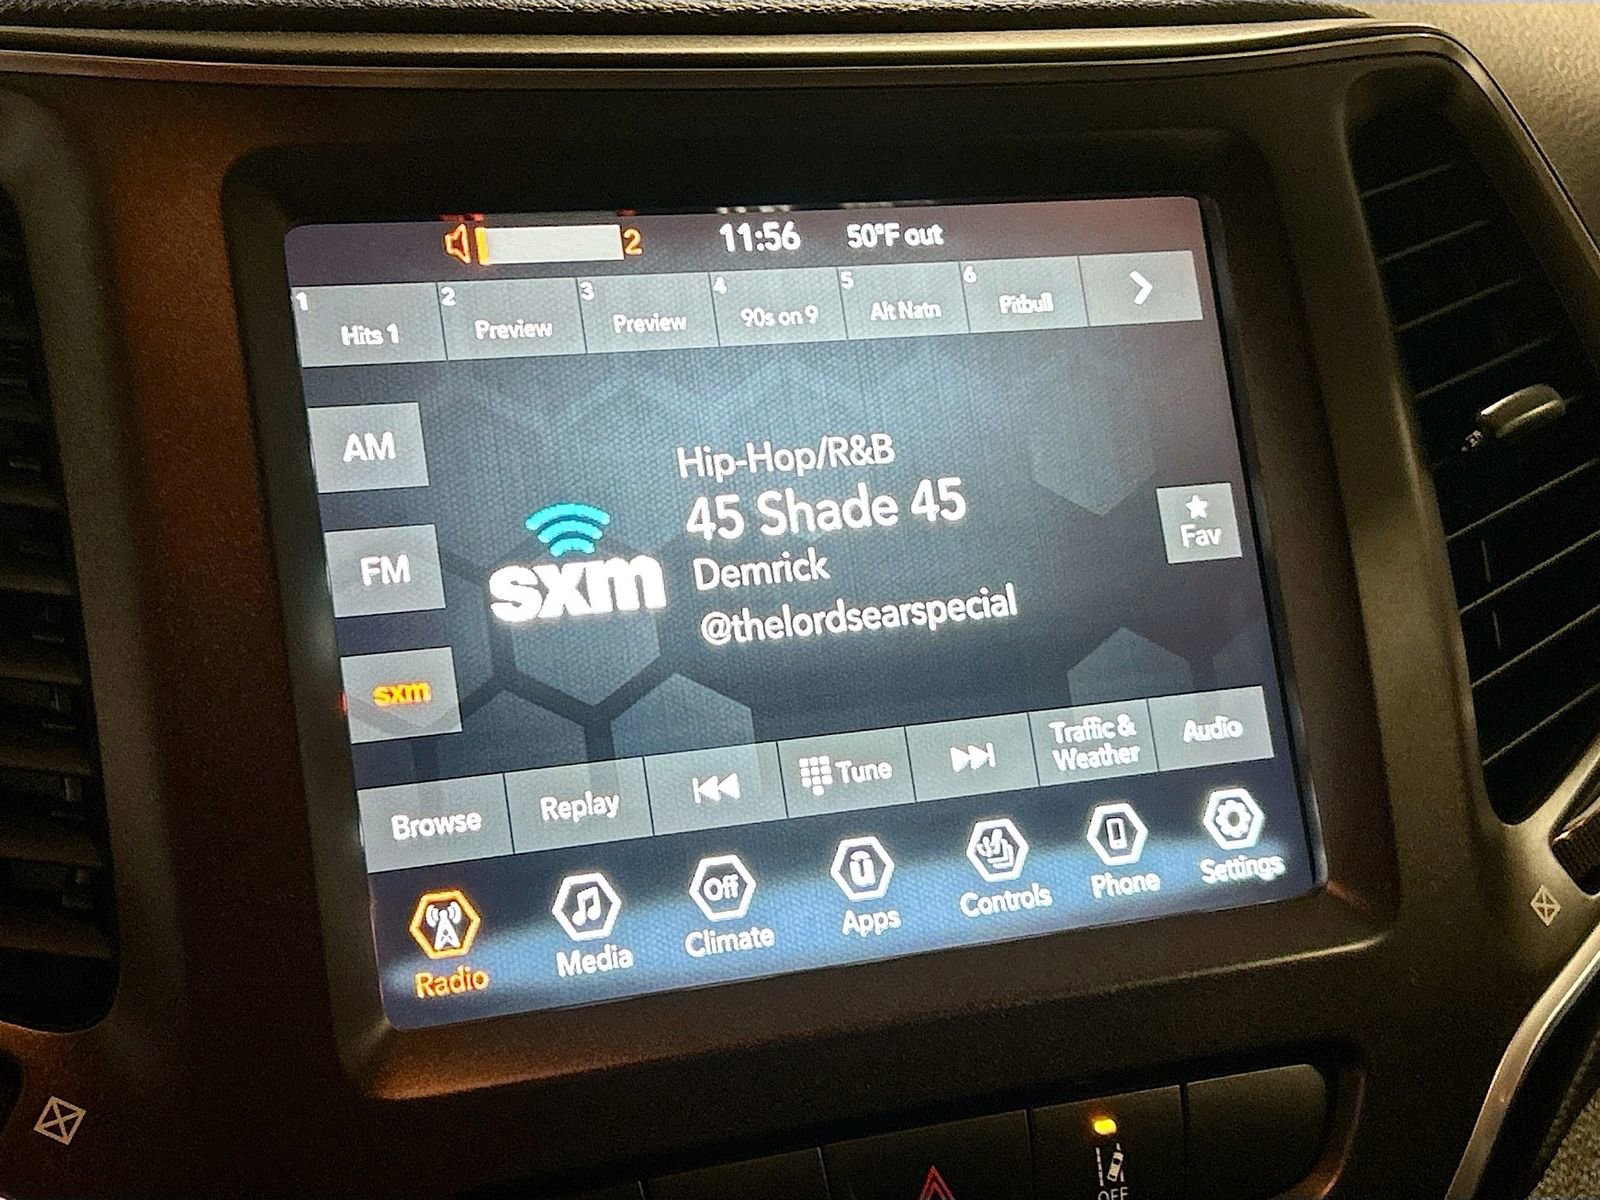 2 11:56 50°F out
1 Hits 1 2 Preview 3 Preview 4 90s on 9 5 Alt Natn 6 Pitbull
AM
FM
sxm
sxm
Hip-Hop/R&B
45 Shade 45
Demrick
@thelordsearspecial
Fav
Browse Replay Tune Traffic & Weather Audio
Radio Media Off Climate Apps Controls Phone Settings
OFF